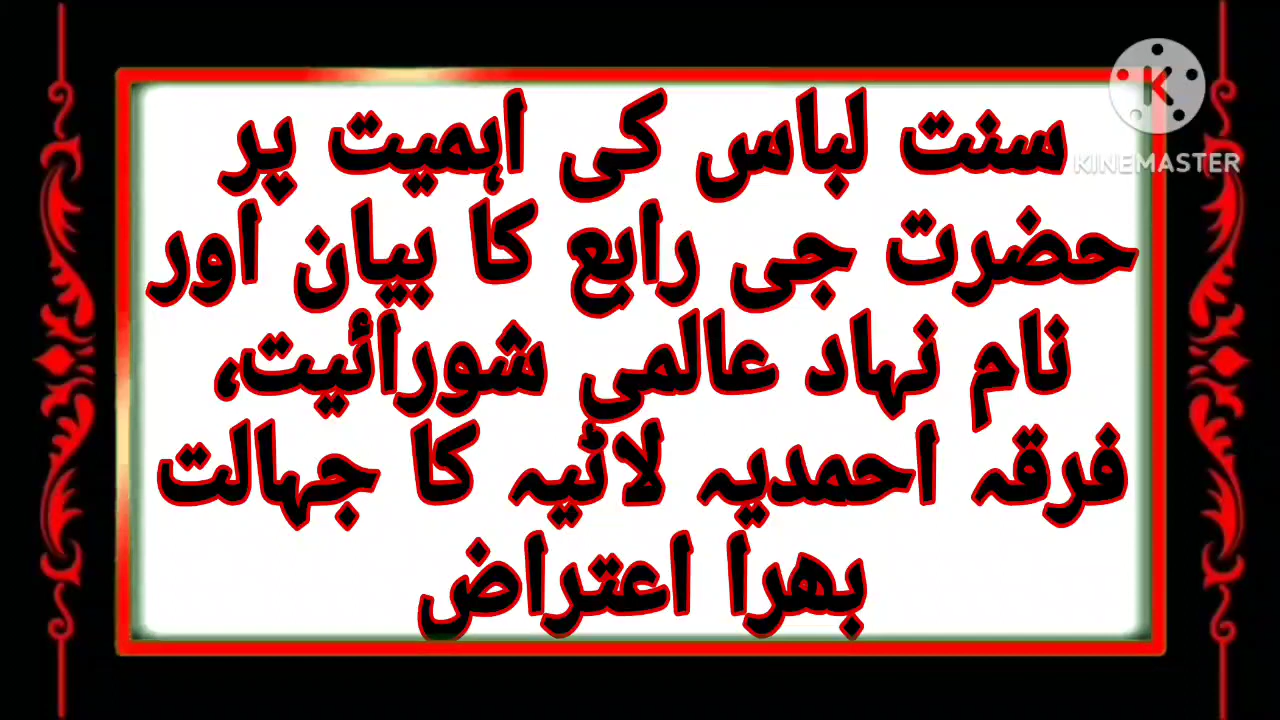 سنت لباس کی اہمیت پر
KINEMASTER
حضرت جی رابع کا بیان اور
نام نہاد عالمی شورائیت،
فرقہ احمدیہ لاٹیہ کا جہالت
بھرا اعتراض